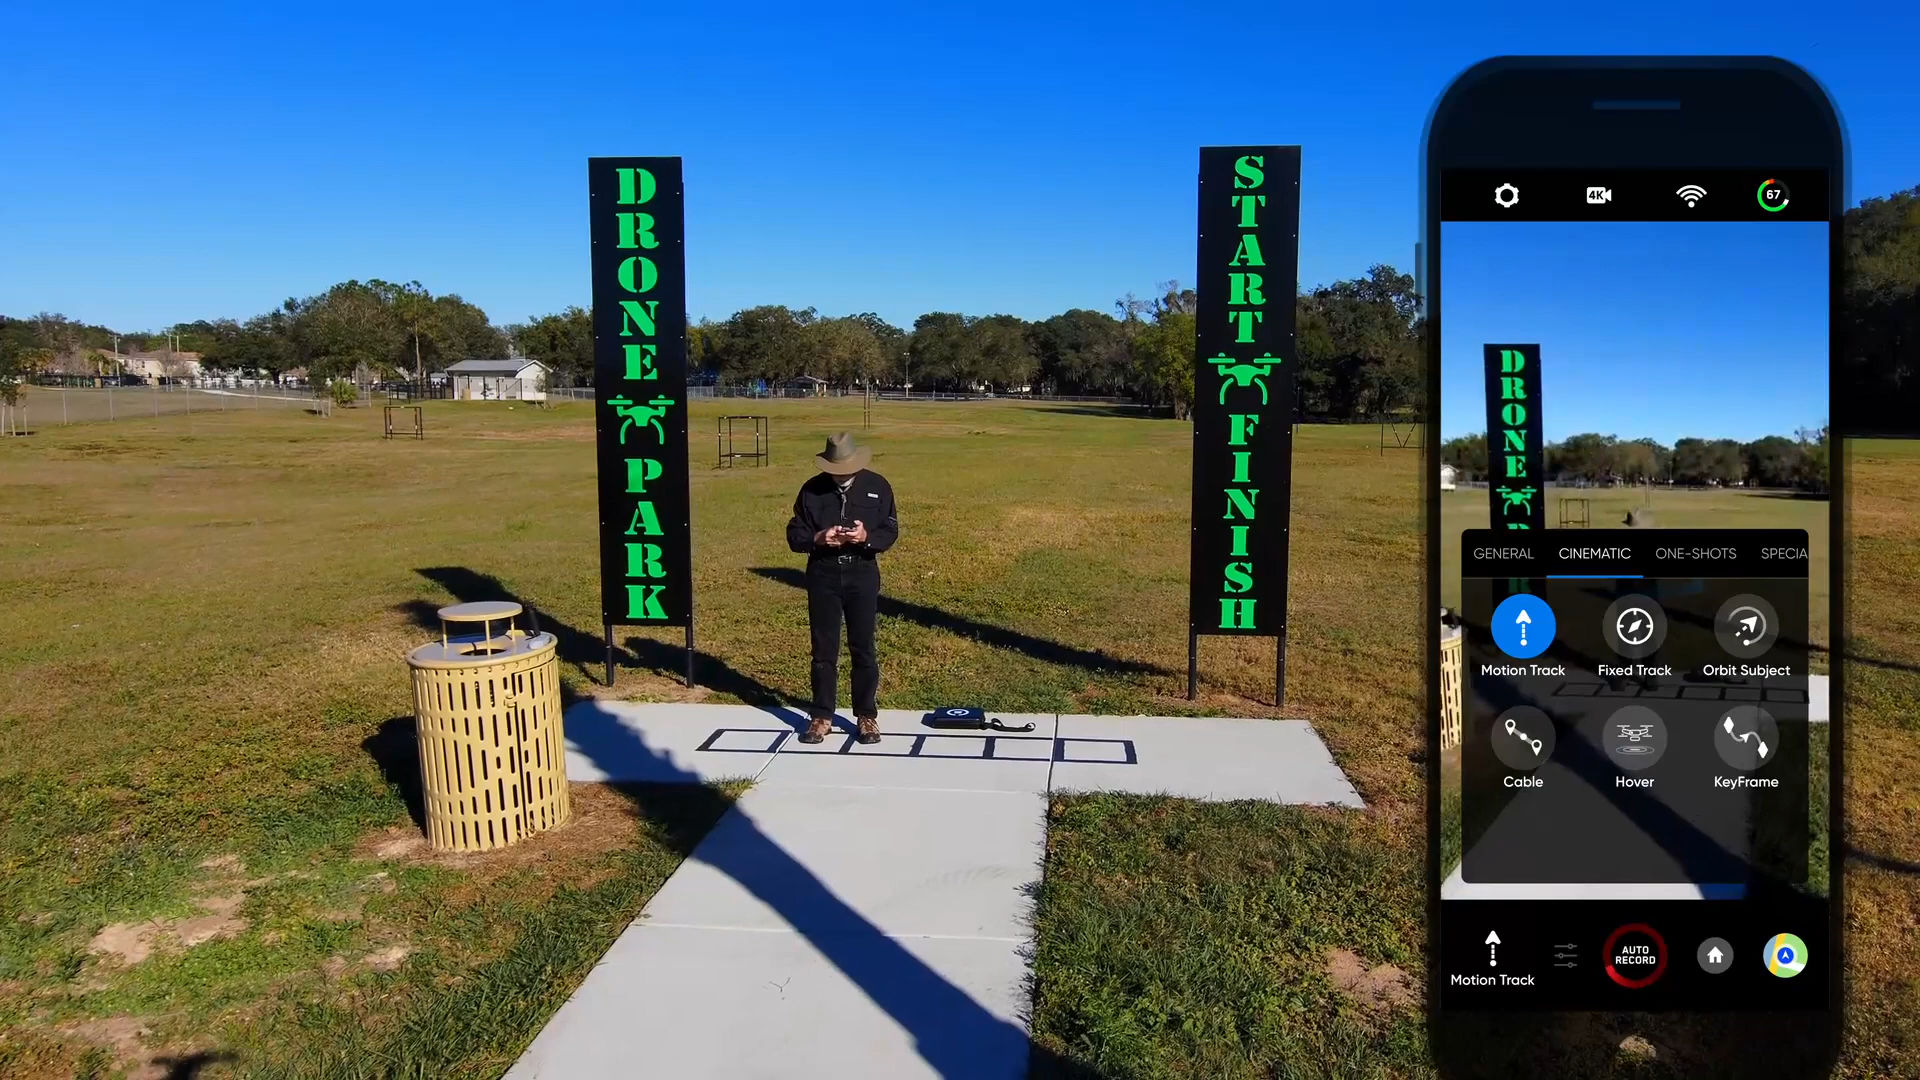 DRONE
PARK
START
FINISH
4K
67
DRONE
GENERAL CINEMATIC ONE-SHOTS SPECIA
Motion Track Fixed Track Orbit Subject
Cable Hover KeyFrame
AUTO
RECORD
Motion Track